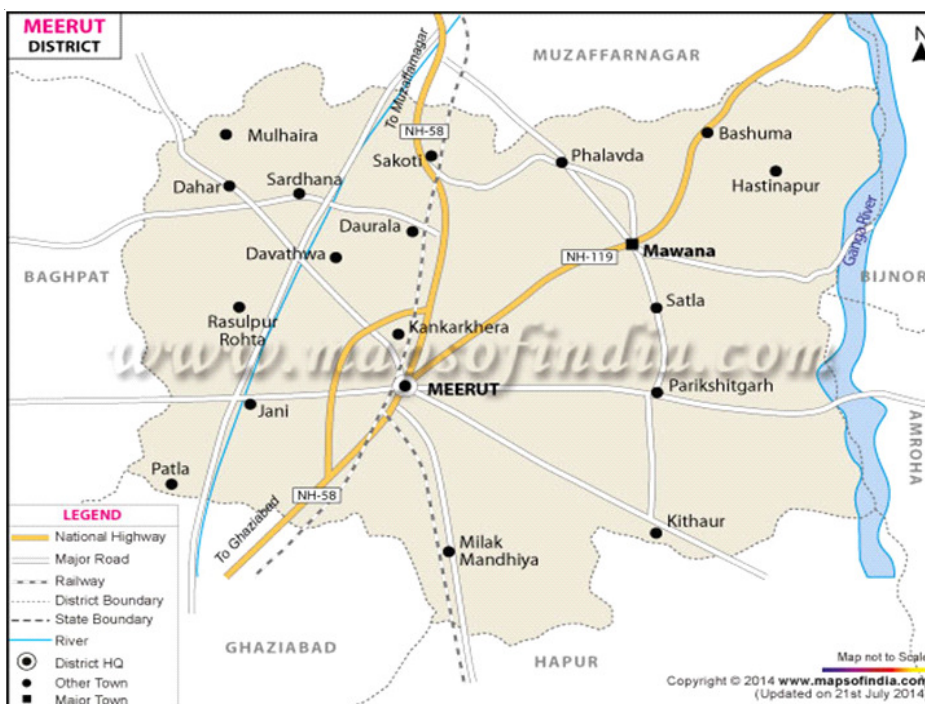 MEERUT
DISTRICT
MUZAFFARNAGAR
N
To Muzaffarnagar
NH-58
Mulhaira
Bashuma
Sakoti
Phalavda
Hastinapur
Dahar
Sardhana
Daurala
Davathwa
Mawana
NH-119
Ganga River
BAGHPAT
BIJNOR
Rasulpur
Rohta
Satla
Kankarkhera
www.mapsofindia.com
MEERUT
Parikshitgarh
Jani
AMROHA
Patla
NH-58
To Ghaziabad
Kithaur
Milak
Mandhiya
GHAZIABAD
HAPUR
LEGEND
National Highway
Major Road
Railway
District Boundary
State Boundary
River
District HQ
Other Town
Major Town
Map not to Scale
Copyright © 2014 www.mapsofindia.com
(Updated on 21st July 2014)